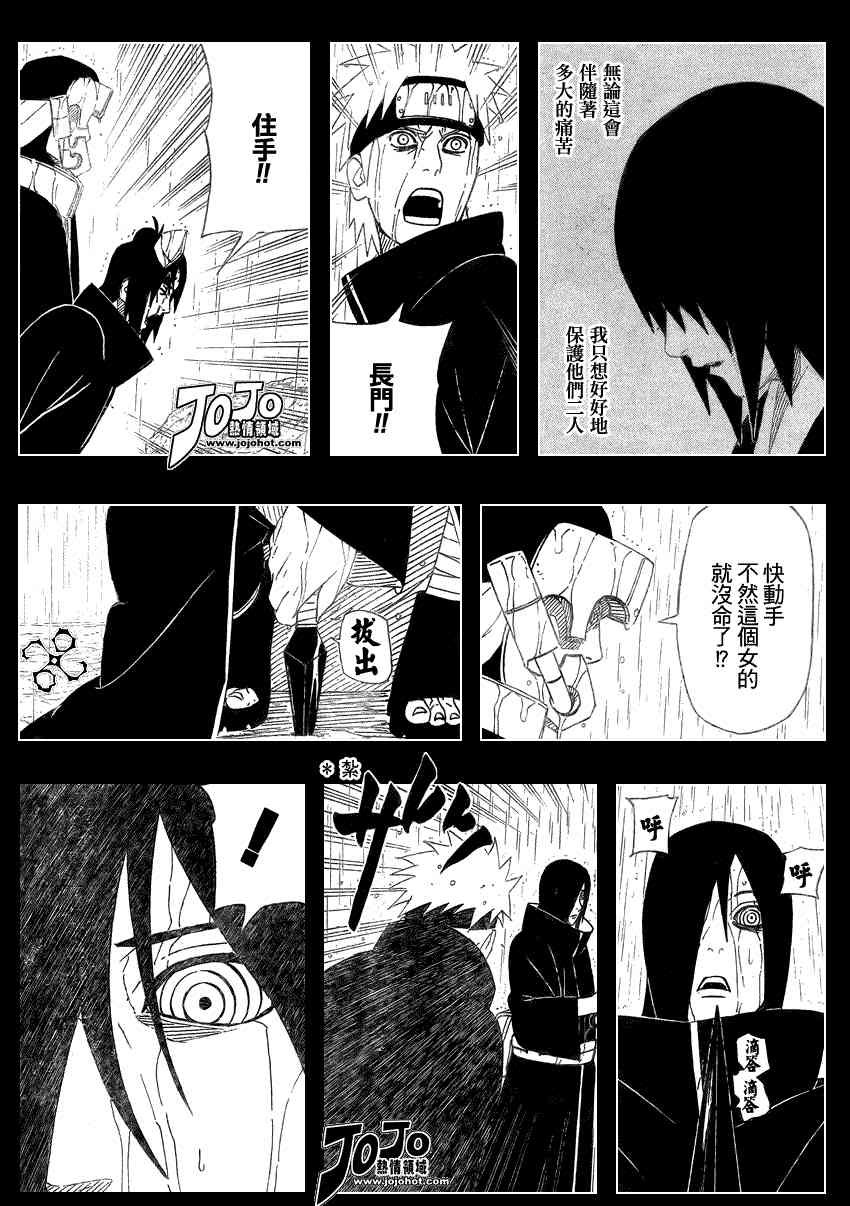 無論這會
伴隨著
多大的痛苦
我只想好好地
保護他們二人
長門!!
住手!!
JOJO
熱情領域
www.jojohot.com
快動手
不然這個女的
就沒命了!?
拔出
呼
呼
滴答
滴答
*紮
ザッ
JOJO
熱情領域
www.jojohot.com
!